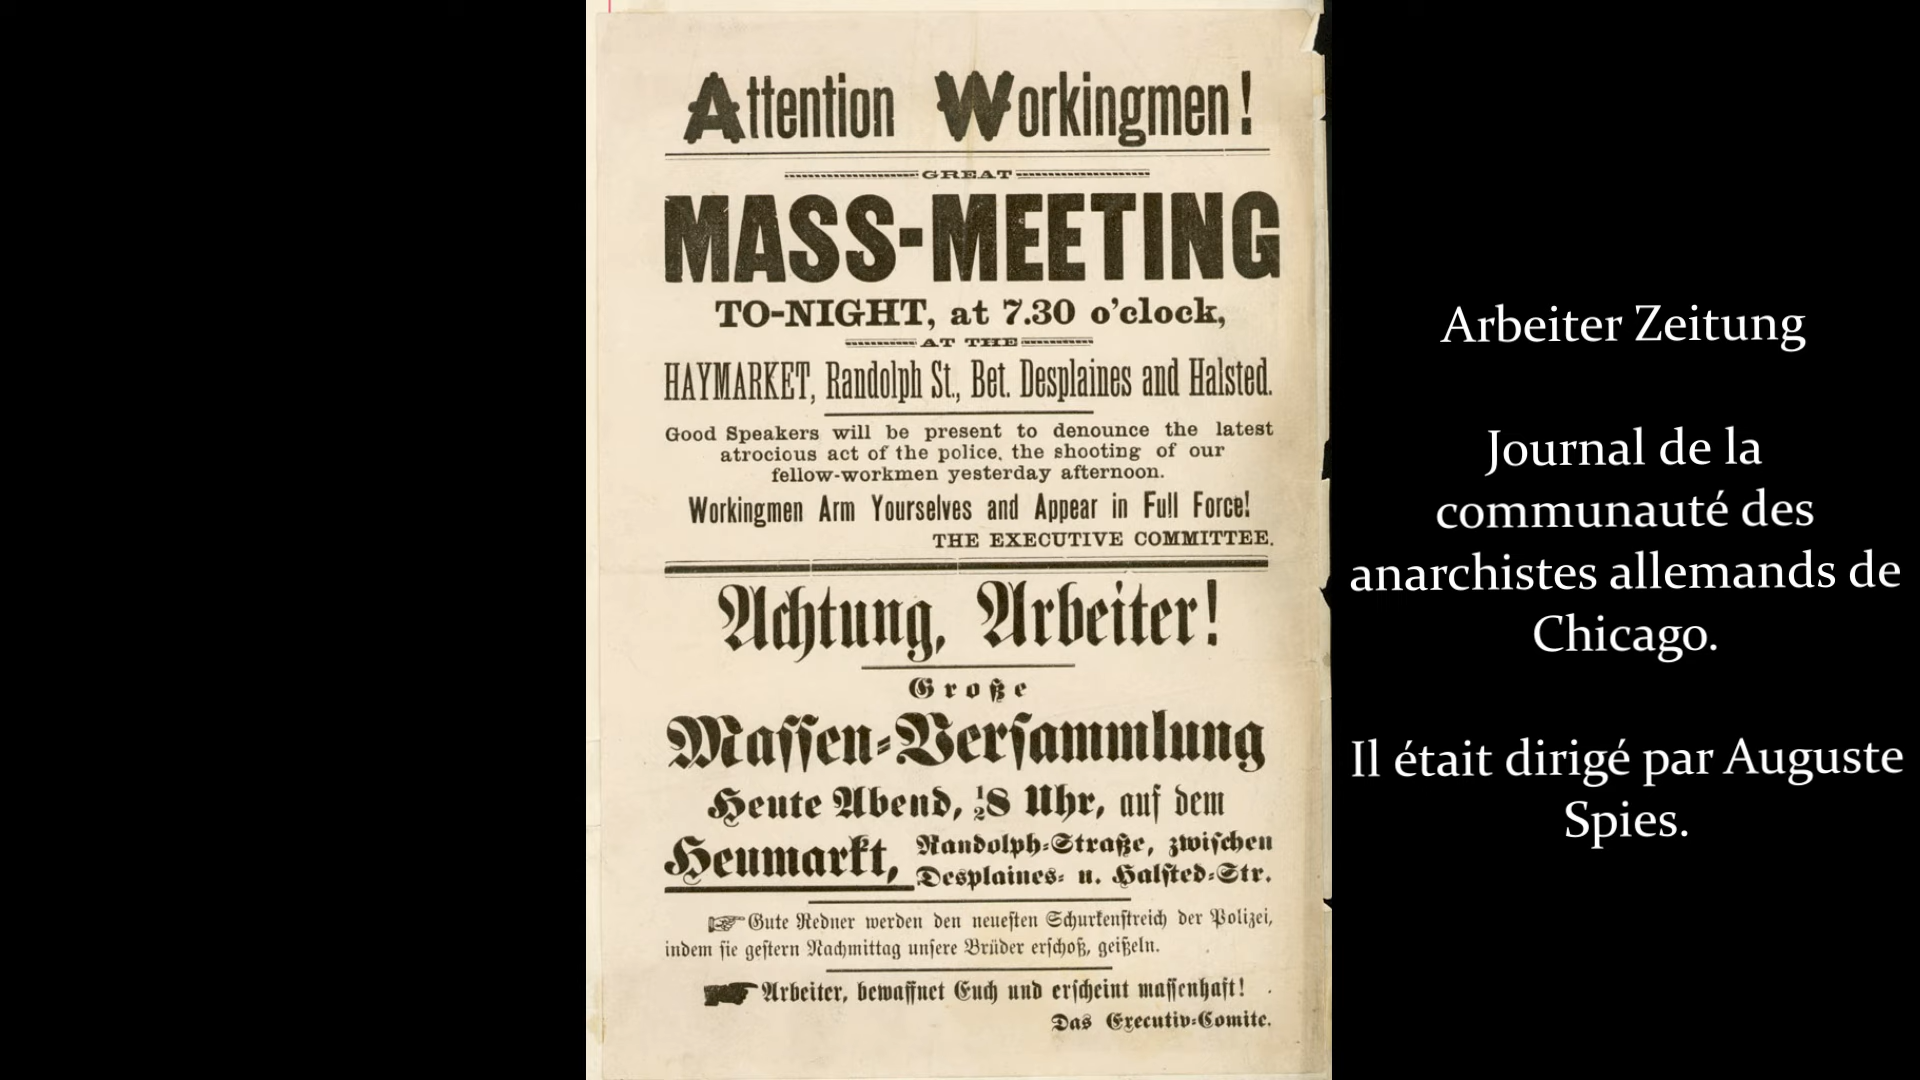 Attention Workingmen!
GREAT
MASS-MEETING
TO-NIGHT, at 7.30 o'clock,
AT THE
HAYMARKET, Randolph St., Bet. Desplaines and Halsted.
Good Speakers will be present to denounce the latest
atrocious act of the police, the shooting of our
fellow-workmen yesterday afternoon.
Workingmen Arm Yourselves and Appear in Full Force!
THE EXECUTIVE COMMITTEE.
Achtung, Arbeiter!
Große
Massen-Versammlung
Heute Abend, ½8 Uhr, auf dem
Heumarkt, Randolph-Straße, zwischen
Desplaines- u. Halsted-Str.
Gute Redner werden den neuesten Schurkenstreich der Polizei,
indem sie gestern Nachmittag unsere Brüder erschoß, geißeln.
Arbeiter, bewaffnet Euch und erscheint massenhaft!
Das Executiv-Comite.
Arbeiter Zeitung
Journal de la
communauté des
anarchistes allemands de
Chicago.
Il était dirigé par Auguste
Spies.